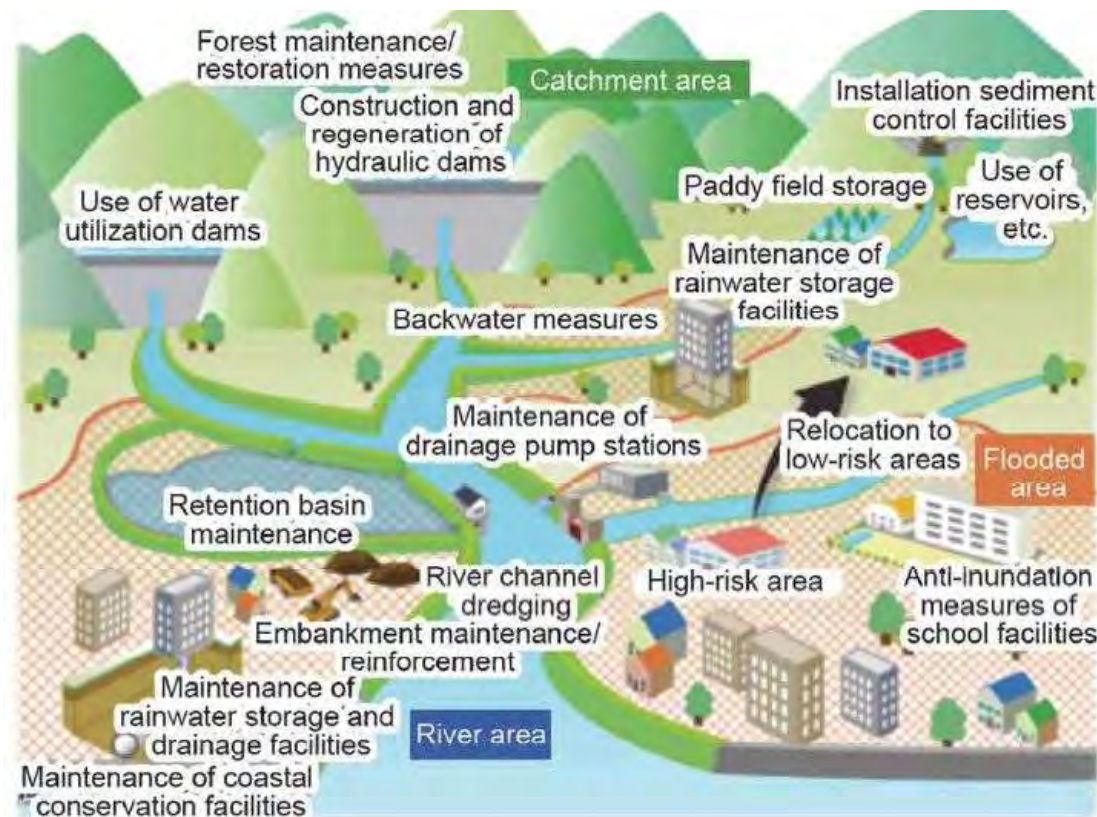 Forest maintenance/
restoration measures
Catchment area
Construction and
regeneration of
hydraulic dams
Installation sediment
control facilities
Use of water
utilization dams
Paddy field storage
Use of
reservoirs,
etc.
Maintenance of
rainwater storage
facilities
Backwater measures
Maintenance of
drainage pump stations
Relocation to
low-risk areas
Flooded
area
Retention basin
maintenance
River channel
dredging
High-risk area
Anti-inundation
measures of
school facilities
Embankment maintenance/
reinforcement
Maintenance of
rainwater storage and
drainage facilities
River area
Maintenance of coastal
conservation facilities